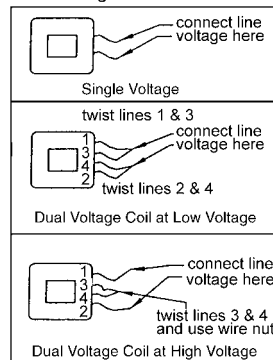 connect line
voltage here
Single Voltage
twist lines 1 & 3
connect line
voltage here
1
3
4
2
twist lines 2 & 4
Dual Voltage Coil at Low Voltage
connect line
voltage here
1
3
4
2
twist lines 3 & 4
and use wire nut
Dual Voltage Coil at High Voltage